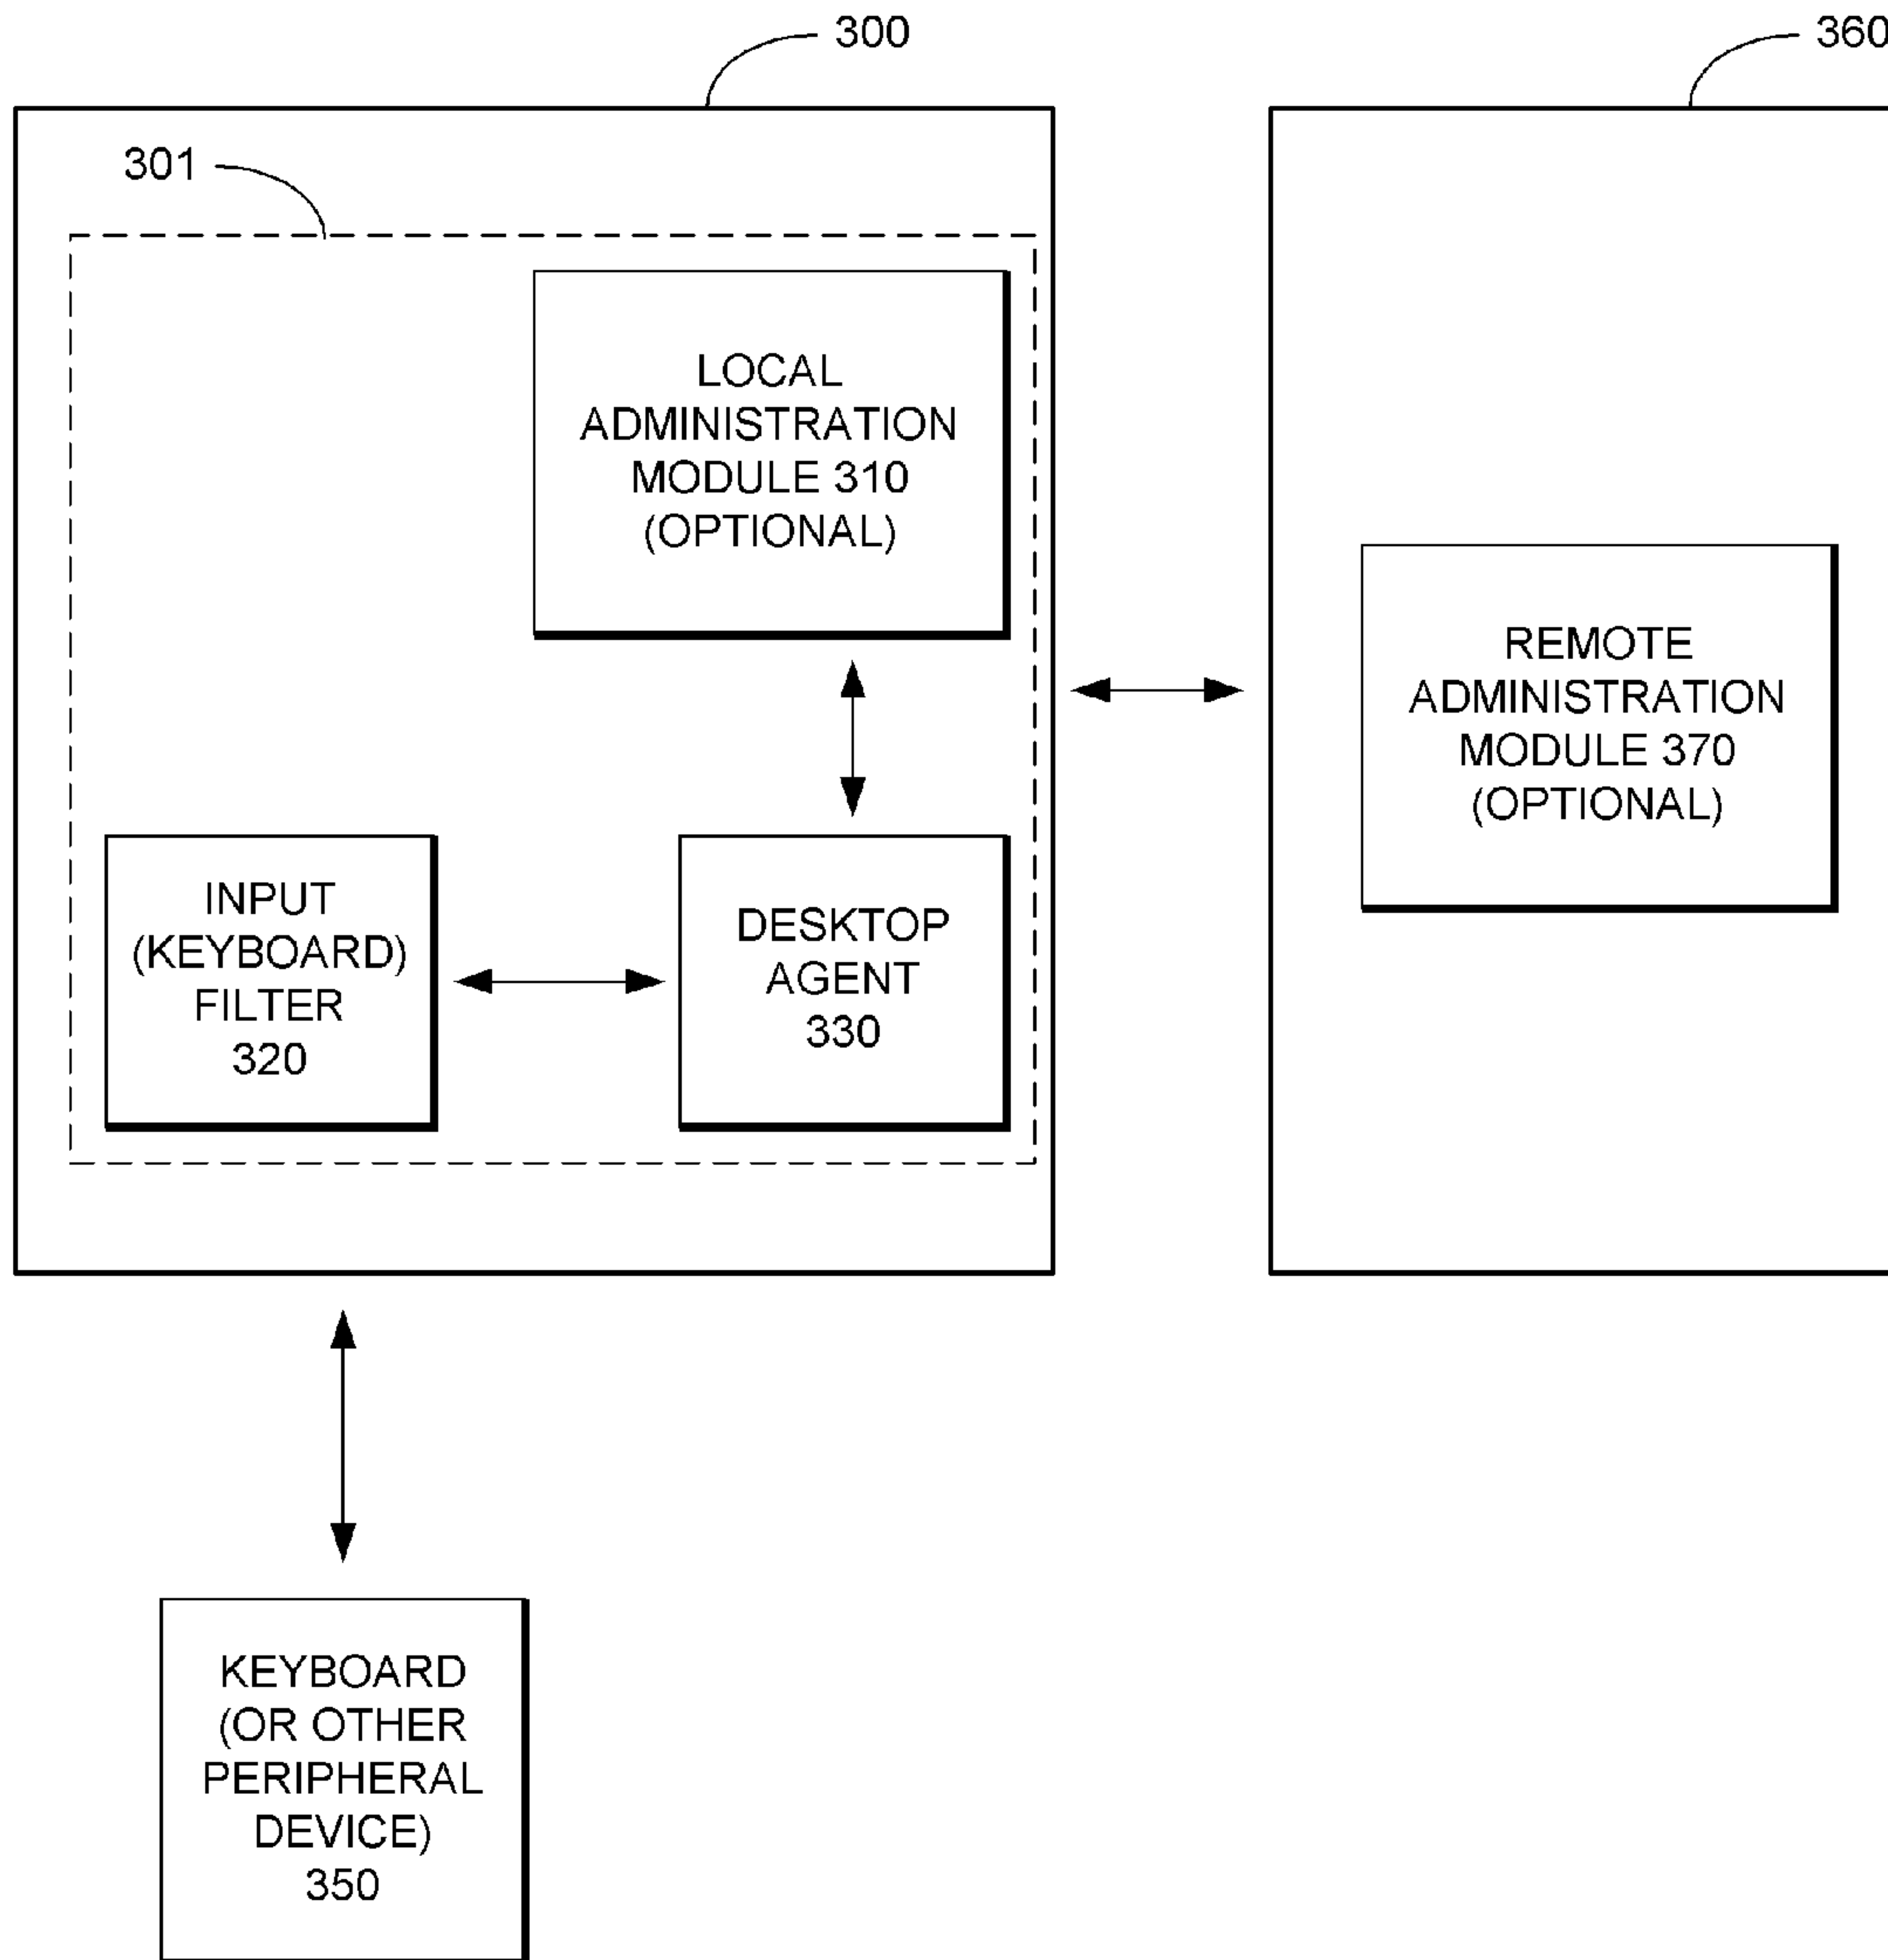 300
360
301
LOCAL
ADMINISTRATION
MODULE 310
(OPTIONAL)
REMOTE
ADMINISTRATION
MODULE 370
(OPTIONAL)
INPUT
(KEYBOARD)
FILTER
320
DESKTOP
AGENT
330
KEYBOARD
(OR OTHER
PERIPHERAL
DEVICE)
350